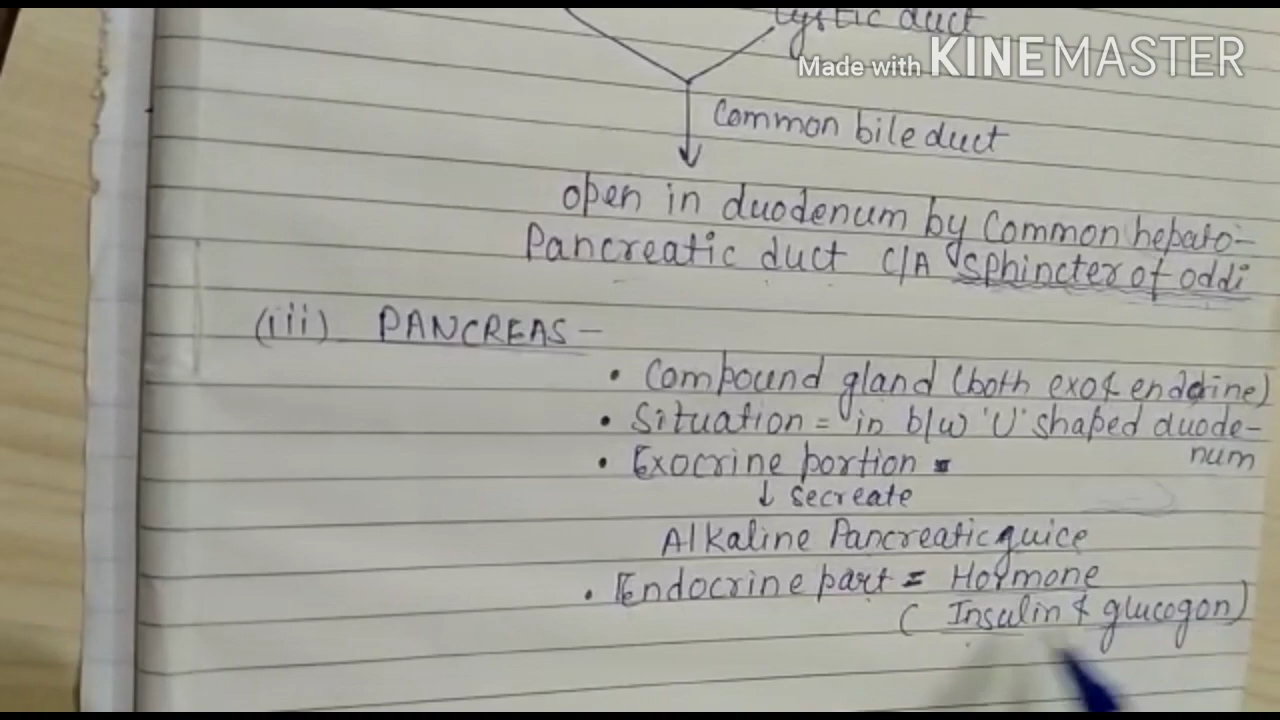 Cystic duct
Made with KINEMASTER
Common bile duct
open in duodenum by Common hepato-
Pancreatic duct C/A sphincter of oddi
(iii) PANCREAS -
• Compound gland (both exo & endorine)
• Situation = in b/w 'U' shaped duode-
num
• Exocrine portion =
↓ secreate
Alkaline Pancreatic guice
• Endocrine part = Hormone
( Insulin & glucogon)